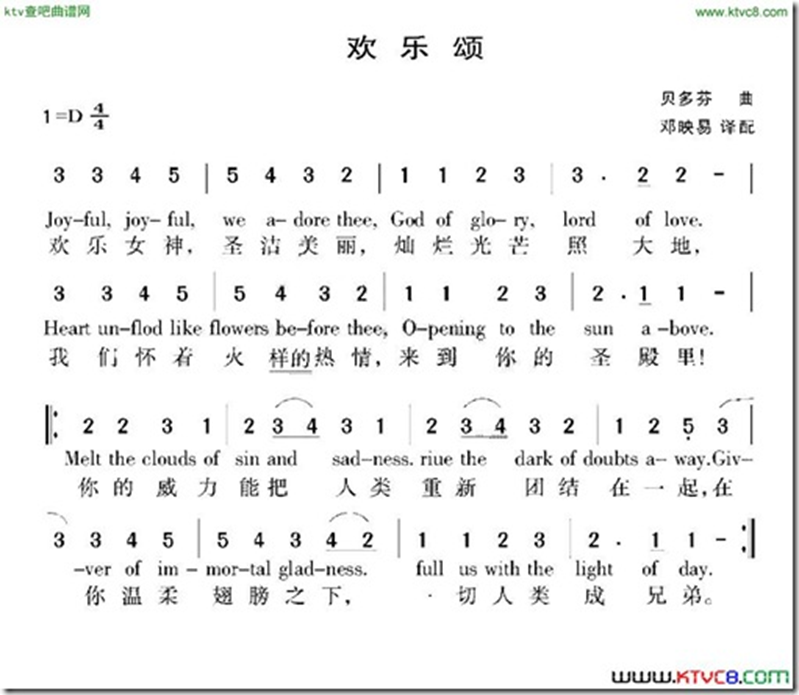 ktv查吧曲谱网
www.ktvc8.com
欢 乐 颂
1=D 4/4
贝多芬 曲
邓映易 译配
3 3 4 5 | 5 4 3 2 | 1 1 2 3 | 3 . 2 2 - |
Joy-ful, joy-ful, we a-dore thee, God of glo-ry, lord of love.
欢 乐 女 神, 圣 洁 美 丽, 灿 烂 光 芒 照 大 地,
3 3 4 5 | 5 4 3 2 | 1 1 2 3 | 2 . 1 1 - |
Heart un-flod like flowers be-fore thee, O-pening to the sun a-bove.
我 们 怀 着 火 样的热 情, 来 到 你 的 圣 殿 里!
‖: 2 2 3 1 | 2 3 4 3 1 | 2 3 4 3 2 | 1 2 5 3 |
Melt the clouds of sin and sad-ness. riue the dark of doubts a-way.Giv-
你 的 威 力 能 把 人 类 重 新 团 结 在 一 起, 在
3 3 4 5 | 5 4 3 4 2 | 1 1 2 3 | 2 . 1 1 - :‖
-ver of im-mor-tal glad-ness. full us with the light of day.
你 温 柔 翅 膀 之 下, · 切 人 类 成 兄 弟。
www.KTVC8.com